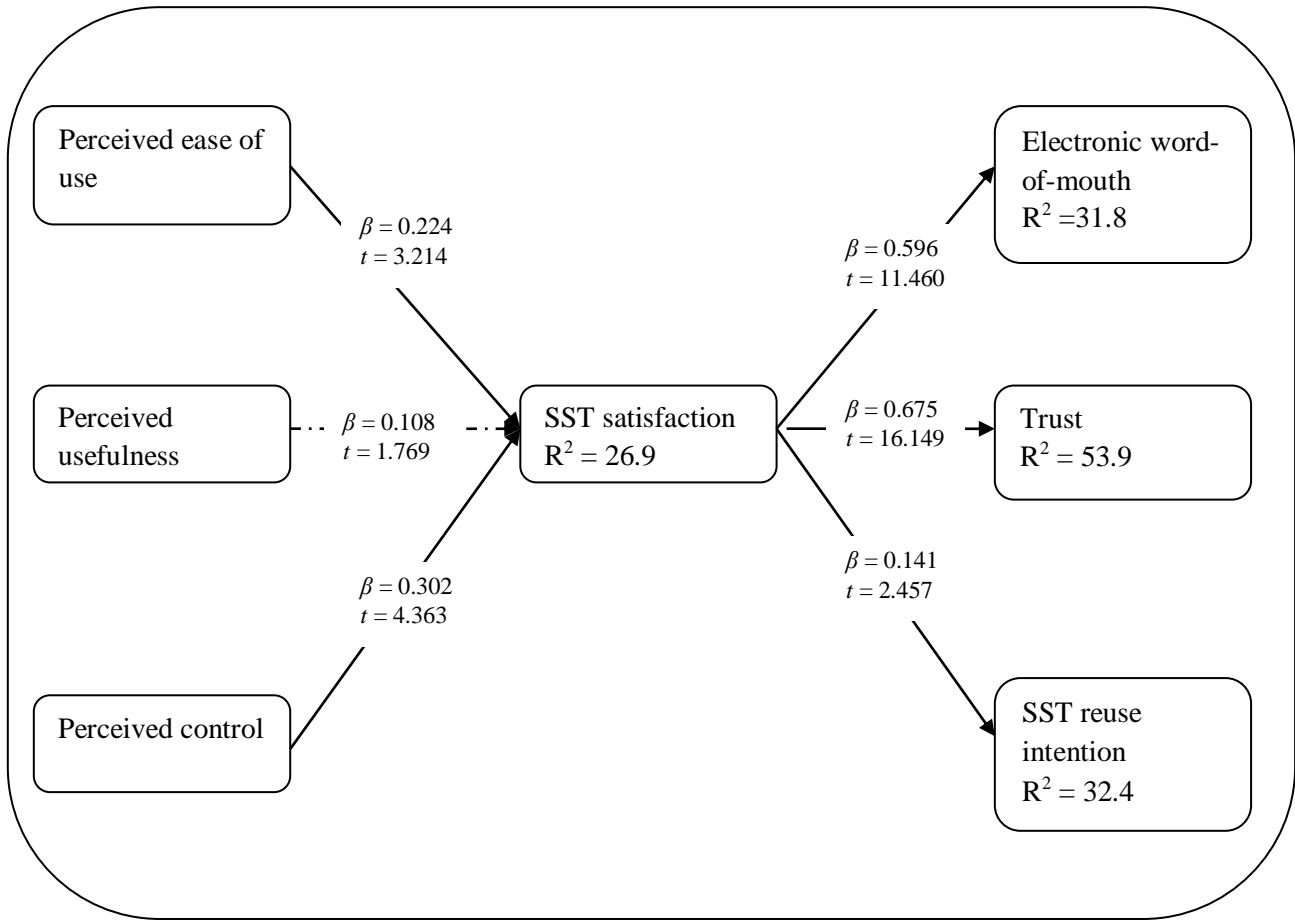 Perceived ease of
use
β = 0.224
t = 3.214
Perceived
usefulness
β = 0.108
t = 1.769
Perceived control
β = 0.302
t = 4.363
SST satisfaction
R² = 26.9
β = 0.596
t = 11.460
Electronic word-
of-mouth
R² =31.8
β = 0.675
t = 16.149
Trust
R² = 53.9
β = 0.141
t = 2.457
SST reuse
intention
R² = 32.4